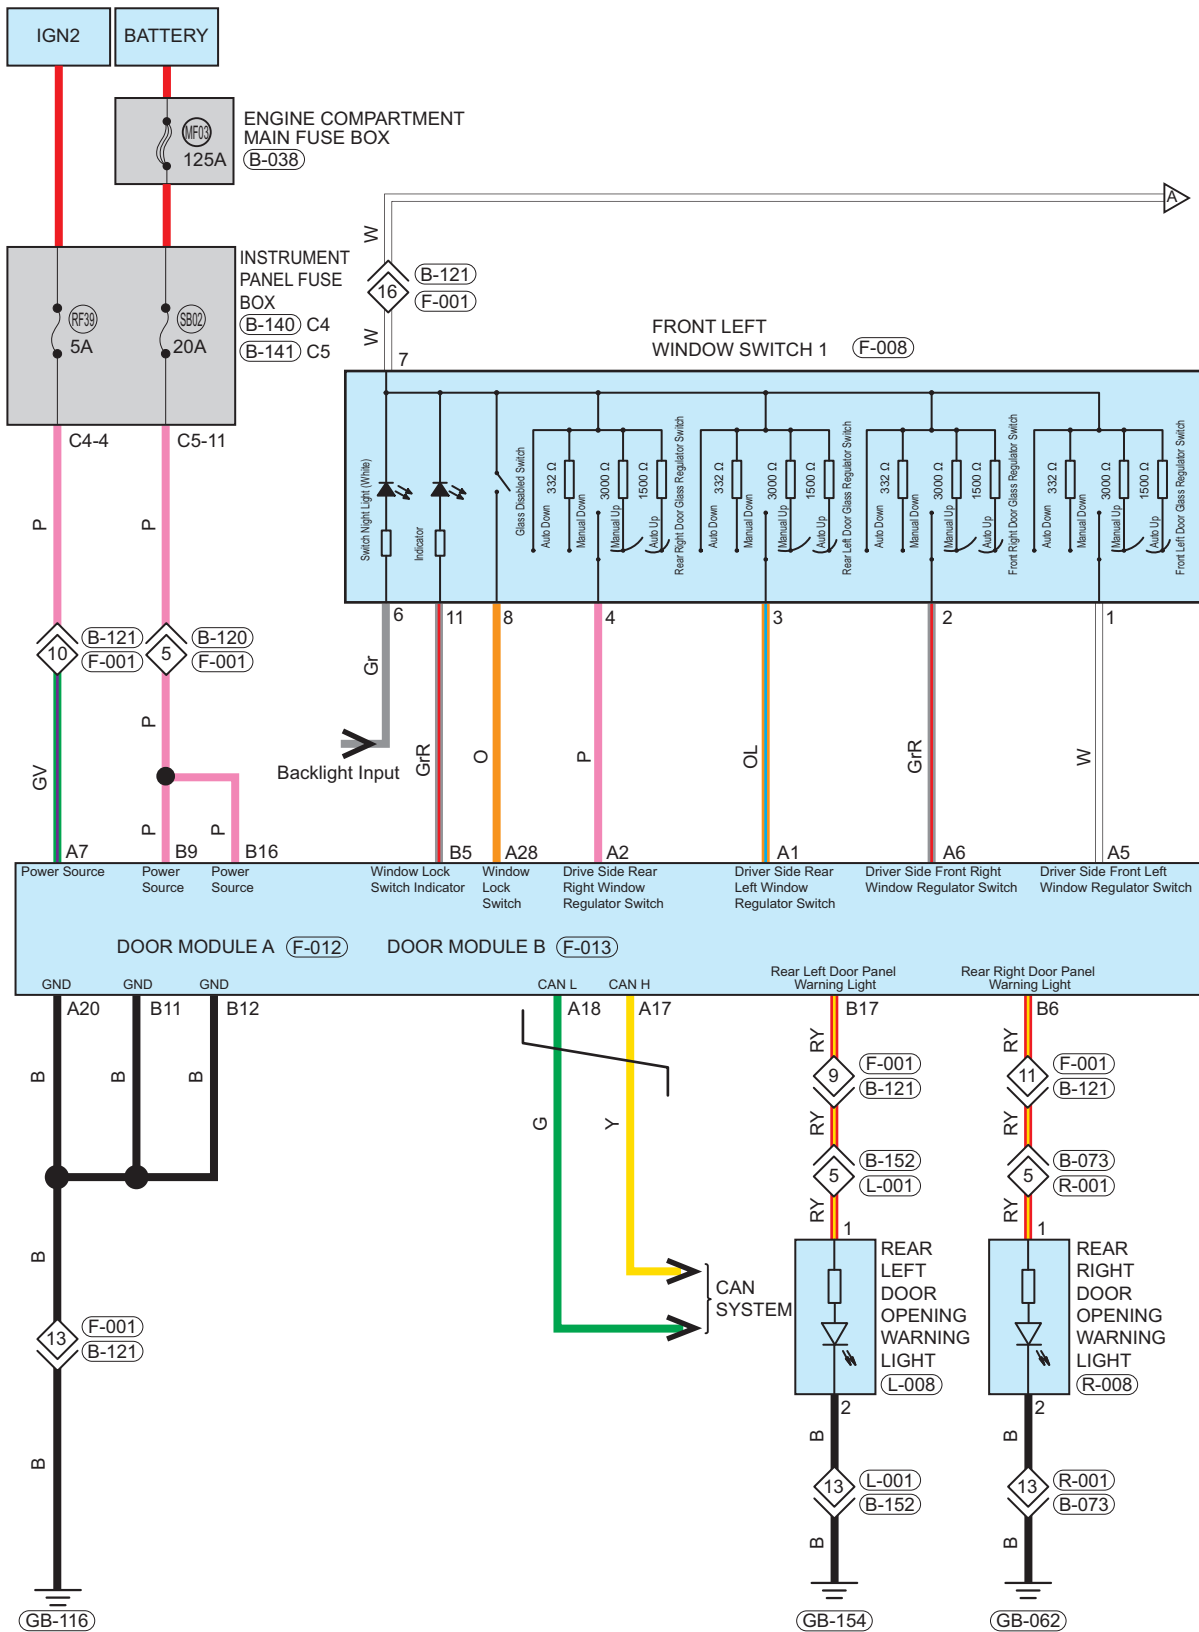 IGN2
BATTERY
MF03
125A
ENGINE COMPARTMENT
MAIN FUSE BOX
B-038
A
W
16
B-121
F-001
W
7
INSTRUMENT
PANEL FUSE
BOX
B-140 C4
B-141 C5
RF39
5A
SB02
20A
C4-4
C5-11
FRONT LEFT
WINDOW SWITCH 1
F-008
Switch Night Light (White)
Indicator
Glass Disabled Switch
Auto Down
332 Ω
Manual Down
3000 Ω
Manual Up
1500 Ω
Auto Up
Rear Right Door Glass Regulator Switch
Auto Down
332 Ω
Manual Down
3000 Ω
Manual Up
1500 Ω
Auto Up
Rear Left Door Glass Regulator Switch
Auto Down
332 Ω
Manual Down
3000 Ω
Manual Up
1500 Ω
Auto Up
Front Right Door Glass Regulator Switch
Auto Down
332 Ω
Manual Down
3000 Ω
Manual Up
1500 Ω
Auto Up
Front Left Door Glass Regulator Switch
P
P
10
B-121
F-001
5
B-120
F-001
6
11
8
4
3
2
1
Gr
Backlight Input
GV
P
P
P
GrR
O
P
OL
GrR
W
A7
B9
B16
B5
A28
A2
A1
A6
A5
Power Source
Power
Source
Power
Source
Window Lock
Switch Indicator
Window
Lock
Switch
Drive Side Rear
Right Window
Regulator Switch
Driver Side Rear
Left Window
Regulator Switch
Driver Side Front Right
Window Regulator Switch
Driver Side Front Left
Window Regulator Switch
DOOR MODULE A
F-012
DOOR MODULE B
F-013
GND
GND
GND
CAN L
CAN H
Rear Left Door Panel
Warning Light
Rear Right Door Panel
Warning Light
A20
B11
B12
A18
A17
B17
B6
B
B
B
G
Y
RY
9
F-001
B-121
RY
5
B-152
L-001
RY
1
RY
11
F-001
B-121
RY
5
B-073
R-001
RY
1
B
13
F-001
B-121
B
GB-116
CAN
SYSTEM
REAR
LEFT
DOOR
OPENING
WARNING
LIGHT
L-008
REAR
RIGHT
DOOR
OPENING
WARNING
LIGHT
R-008
2
B
13
L-001
B-152
B
GB-154
2
B
13
R-001
B-073
B
GB-062